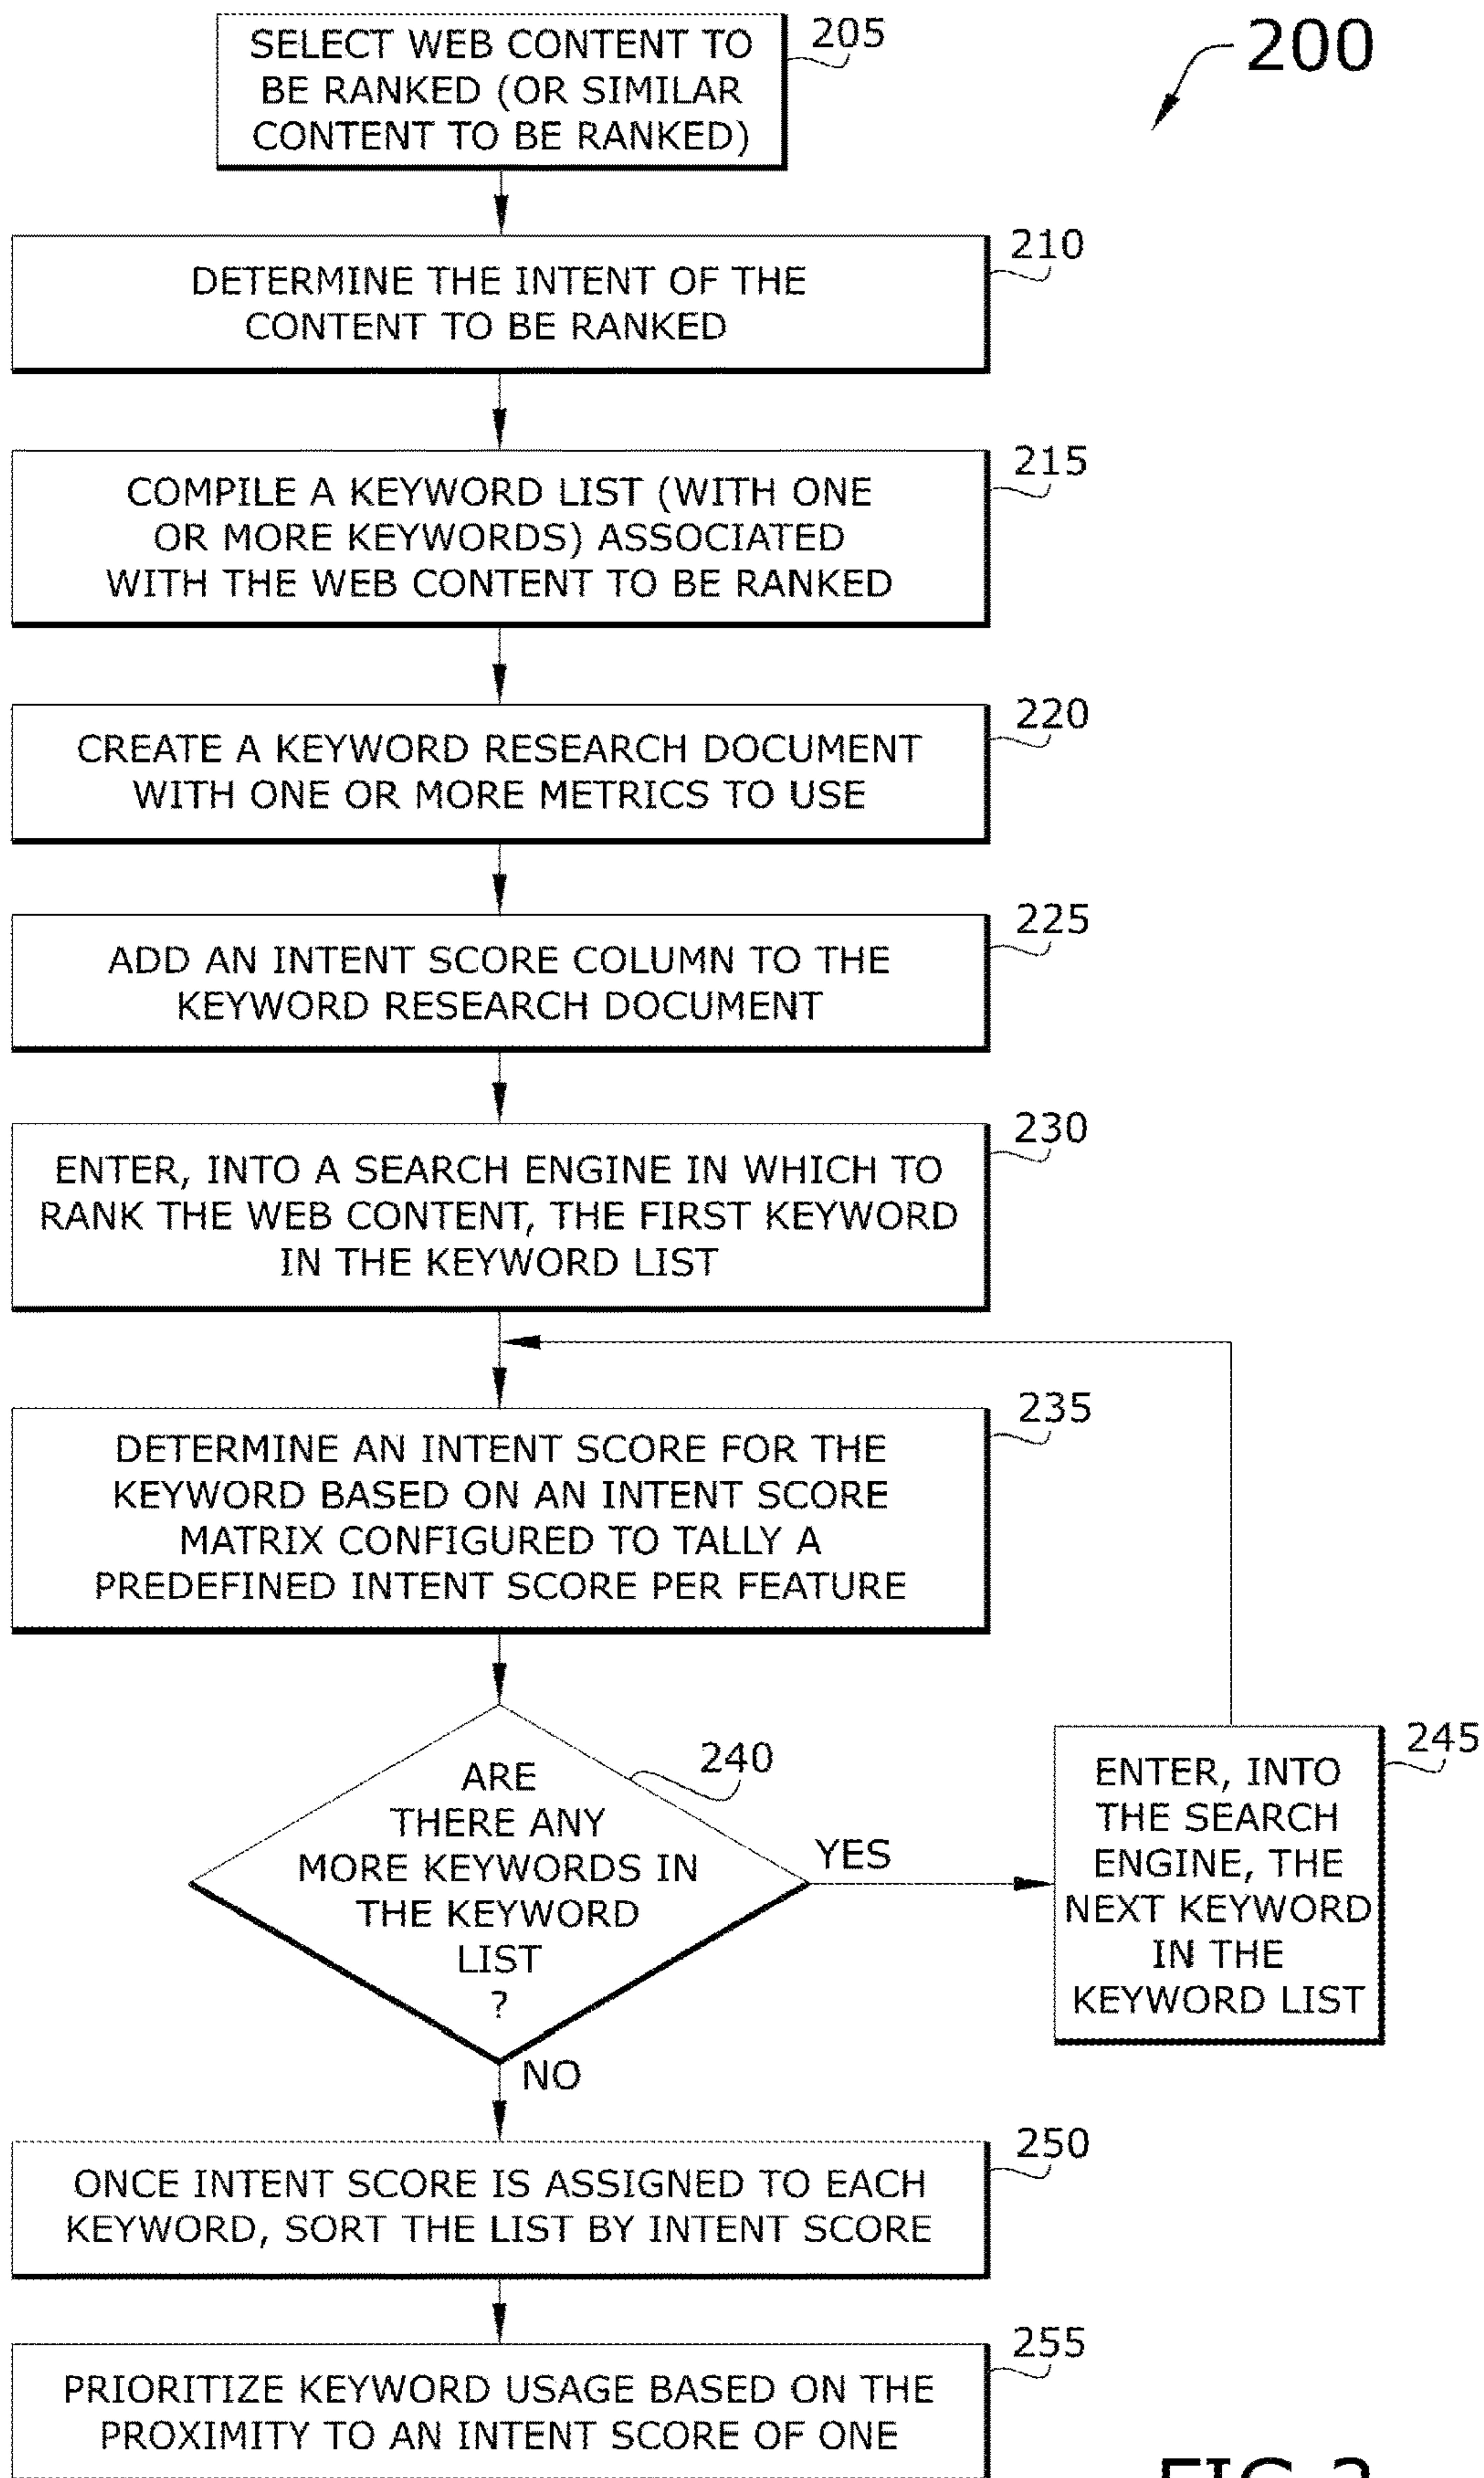 200
SELECT WEB CONTENT TO
BE RANKED (OR SIMILAR
CONTENT TO BE RANKED)
205
DETERMINE THE INTENT OF THE
CONTENT TO BE RANKED
210
COMPILE A KEYWORD LIST (WITH ONE
OR MORE KEYWORDS) ASSOCIATED
WITH THE WEB CONTENT TO BE RANKED
215
CREATE A KEYWORD RESEARCH DOCUMENT
WITH ONE OR MORE METRICS TO USE
220
ADD AN INTENT SCORE COLUMN TO THE
KEYWORD RESEARCH DOCUMENT
225
ENTER, INTO A SEARCH ENGINE IN WHICH TO
RANK THE WEB CONTENT, THE FIRST KEYWORD
IN THE KEYWORD LIST
230
DETERMINE AN INTENT SCORE FOR THE
KEYWORD BASED ON AN INTENT SCORE
MATRIX CONFIGURED TO TALLY A
PREDEFINED INTENT SCORE PER FEATURE
235
ARE
THERE ANY
MORE KEYWORDS IN
THE KEYWORD
LIST
?
240
YES
ENTER, INTO
THE SEARCH
ENGINE, THE
NEXT KEYWORD
IN THE
KEYWORD LIST
245
NO
ONCE INTENT SCORE IS ASSIGNED TO EACH
KEYWORD, SORT THE LIST BY INTENT SCORE
250
PRIORITIZE KEYWORD USAGE BASED ON THE
PROXIMITY TO AN INTENT SCORE OF ONE
255